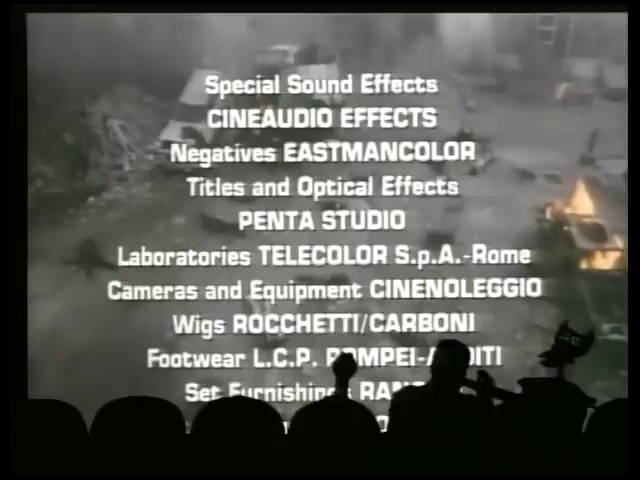 Special Sound Effects
CINEAUDIO EFFECTS
Negatives EASTMANCOLOR
Titles and Optical Effects
PENTA STUDIO
Laboratories TELECOLOR S.p.A.-Rome
Cameras and Equipment CINENOLEGGIO
Wigs ROCCHETTI/CARBONI
Footwear L.C.P.
Set